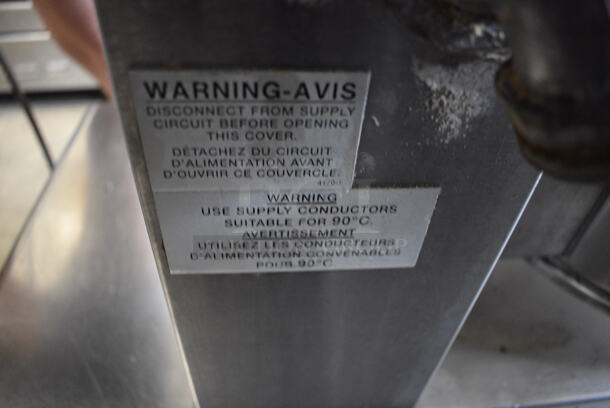 WARNING-AVIS
DISCONNECT FROM SUPPLY
CIRCUIT BEFORE OPENING
THIS COVER.
DÉTACHEZ DU CIRCUIT
D'ALIMENTATION AVANT
D'OUVRIR CE COUVERCLE.
WARNING
USE SUPPLY CONDUCTORS
SUITABLE FOR 90°C.
AVERTISSEMENT
UTILISEZ LES CONDUCTEURS
D'ALIMENTATION CONVENABLES
POUR 90°C